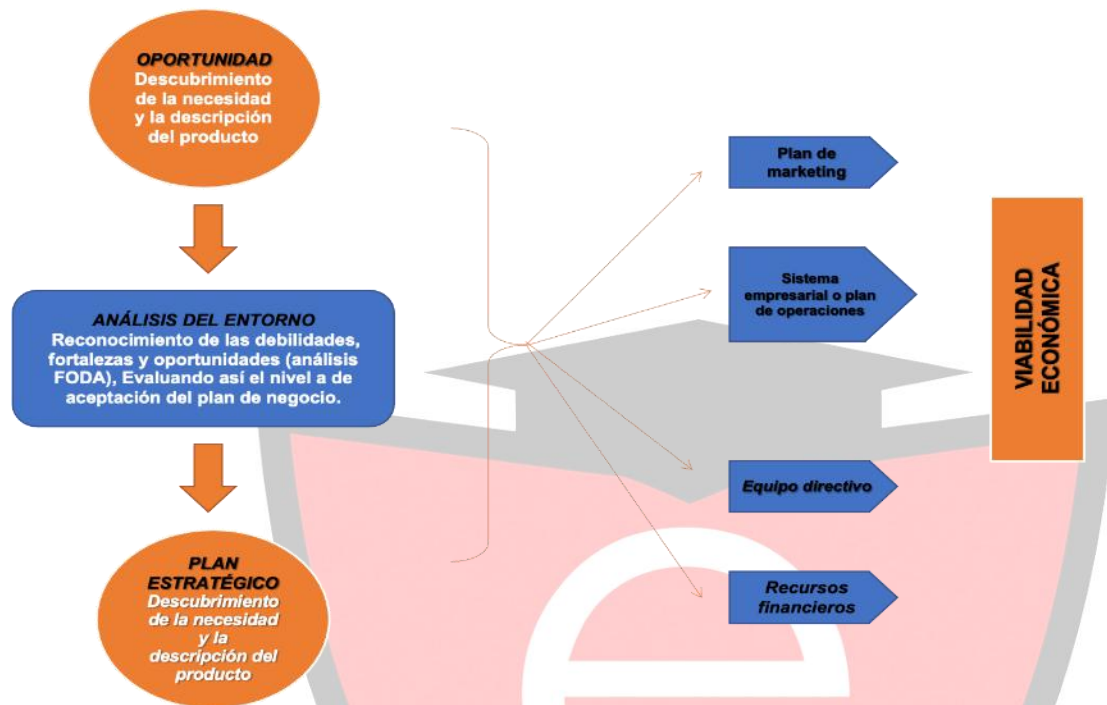 OPORTUNIDAD
Descubrimiento
de la necesidad
y la descripción
del producto
ANÁLISIS DEL ENTORNO
Reconocimiento de las debilidades,
fortalezas y oportunidades (análisis
FODA), Evaluando así el nivel a de
aceptación del plan de negocio.
PLAN
ESTRATÉGICO
Descubrimiento
de la necesidad
y la
descripción del
producto
Plan de
marketing
Sistema
empresarial o plan
de operaciones
Equipo directivo
Recursos
financieros
VIABILIDAD
ECONÓMICA
e